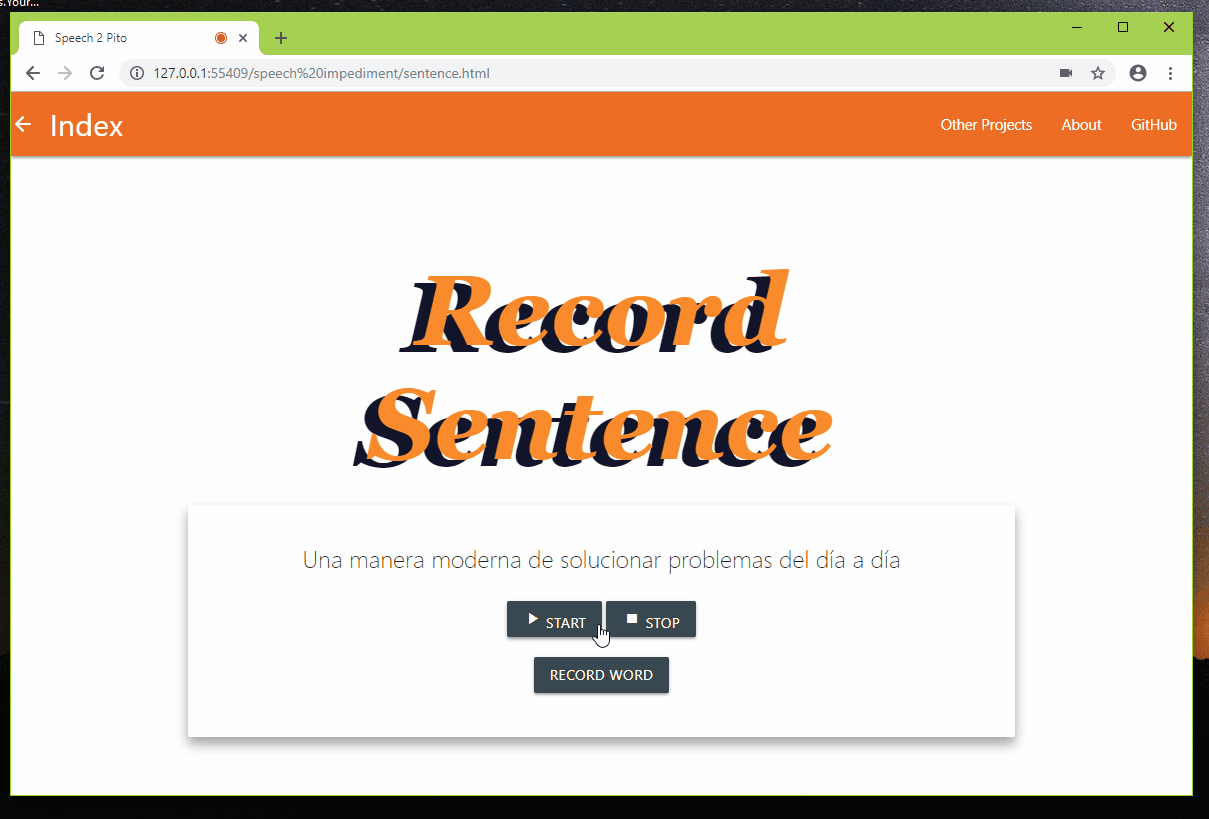 s.Your...
Speech 2 Pito
127.0.0.1:55409/speech%20impediment/sentence.html
Index
Other Projects
About
GitHub
Record
Sentence
Una manera moderna de solucionar problemas del día a día
START
STOP
RECORD WORD